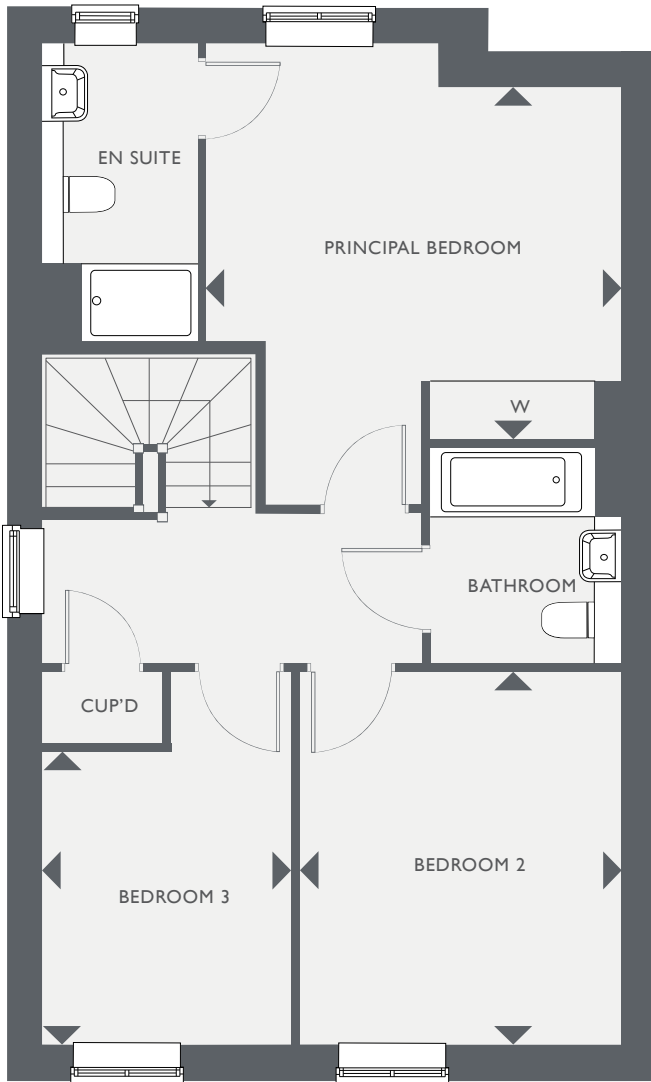 EN SUITE
PRINCIPAL BEDROOM
W
BATHROOM
CUP'D
BEDROOM 2
BEDROOM 3